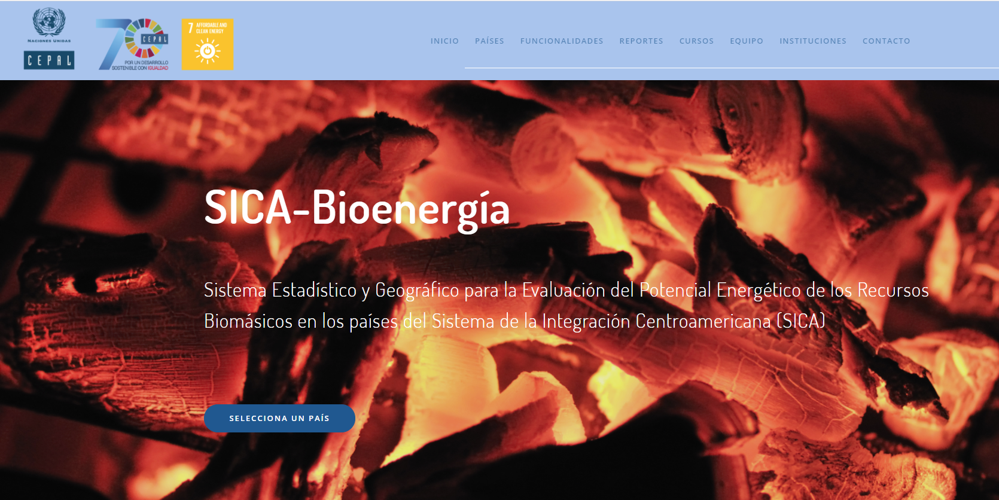 NACIONES UNIDAS
CEPAL
70
CEPAL
POR UN DESARROLLO
SOSTENIBLE CON IGUALDAD
7 AFFORDABLE AND
CLEAN ENERGY
INICIO PAÍSES FUNCIONALIDADES REPORTES CURSOS EQUIPO INSTITUCIONES CONTACTO
SICA-Bioenergía
Sistema Estadístico y Geográfico para la Evaluación del Potencial Energético de los Recursos
Biomásicos en los países del Sistema de la Integración Centroamericana (SICA)
SELECCIONA UN PAÍS